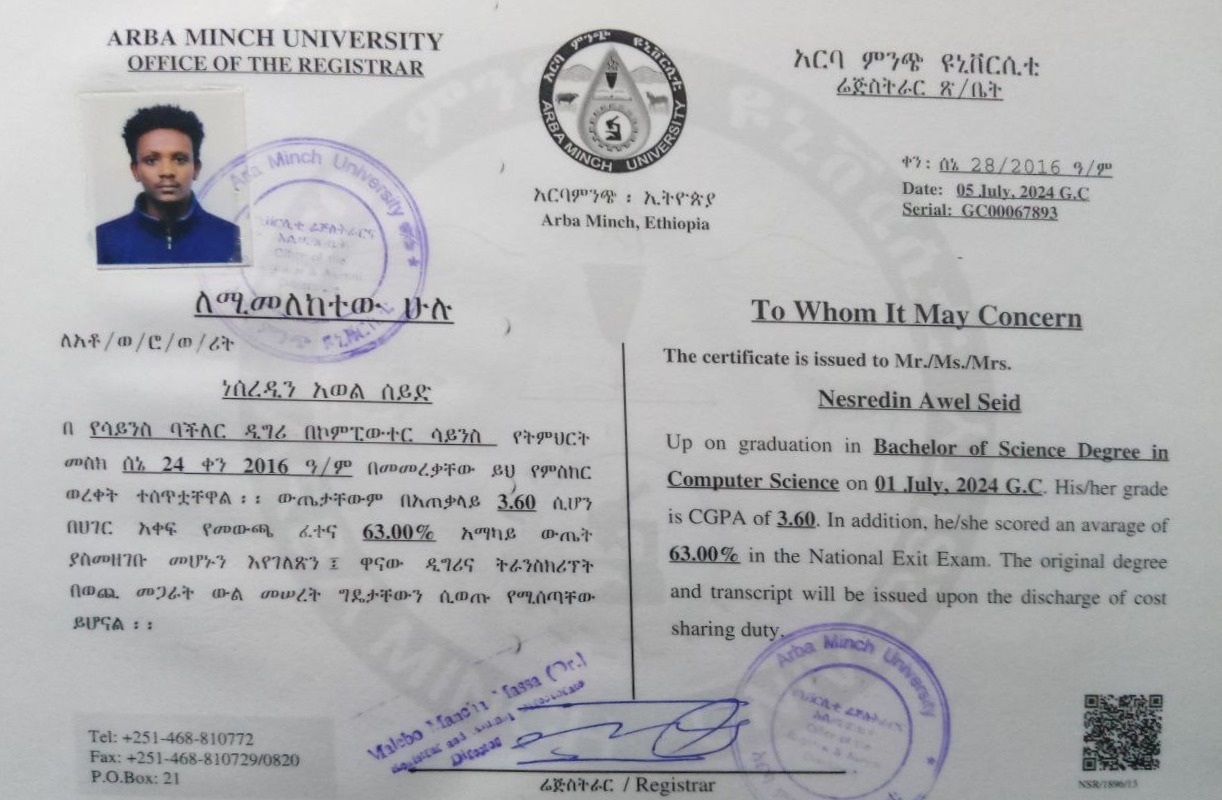 ARBA MINCH UNIVERSITY
OFFICE OF THE REGISTRAR
አርባ ምንጭ ዩኒቨርሲቲ
ARBA MINCH UNIVERSITY
አርባምንጭ ፡ ኢትዮጵያ
Arba Minch, Ethiopia
አርባ ምንጭ ዩኒቨርሲቲ
ሬጅስትራር ጽ/ቤት
ቀን: ሰኔ 28/2016 ዓ/ም
Date: 05 July, 2024 G.C
Serial: GC00067893
Arba Minch University
Office of the
ለሚመለከተው ሁሉ
ለአቶ/ወ/ሮ/ወ/ሪት
ነስረዲን አወል ሰይድ
በ የሳይንስ ባችለር ዲግሪ በኮምፒውተር ሳይንስ የትምህርት
መስክ ሰኔ 24 ቀን 2016 ዓ/ም በመመረቃቸው ይህ የምስክር
ወረቀት ተሰጥቷቸዋል፡፡ ውጤታቸውም በአጠቃላይ 3.60 ሲሆን
በሀገር አቀፍ የመውጫ ፈተና 63.00% አማካይ ውጤት
ያስመዘገቡ መሆኑን እየገለጽን ፤ ዋናው ዲግሪና ትራንስክሪፕት
በወጪ መጋራት ውል መሠረት ግዴታቸውን ሲወጡ የሚሰጣቸው
ይሆናል፡፡
To Whom It May Concern
The certificate is issued to Mr./Ms./Mrs.
Nesredin Awel Seid
Up on graduation in Bachelor of Science Degree in
Computer Science on 01 July, 2024 G.C. His/her grade
is CGPA of 3.60. In addition, he/she scored an avarage of
63.00% in the National Exit Exam. The original degree
and transcript will be issued upon the discharge of cost
sharing duty.
Malebo (Dr.)
Registrar and Alumni Directorate
Director
Arba Minch University
Office of the
Tel: +251-468-810772
Fax: +251-468-810729/0820
P.O.Box: 21
ሬጅስትራር / Registrar
NSR/1896/13